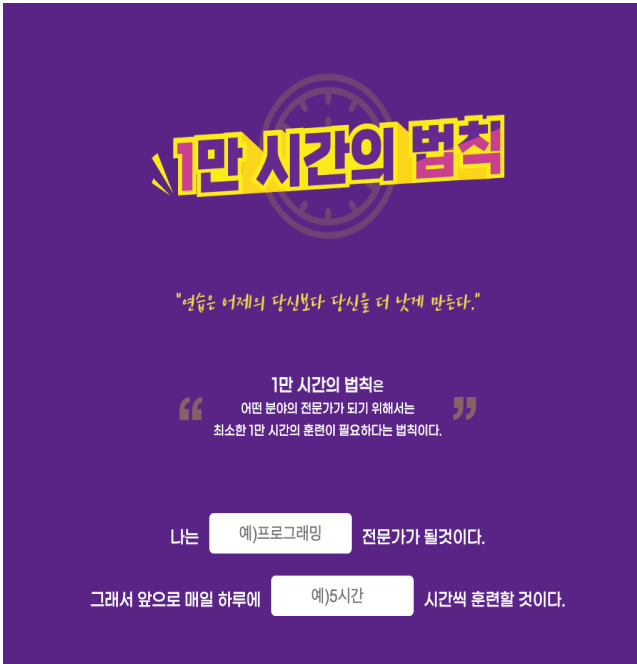 1만 시간의 법칙
"연습은 어제의 당신보다 당신을 더 낫게 만든다."
1만 시간의 법칙은
“ 어떤 분야의 전문가가 되기 위해서는 ”
최소한 1만 시간의 훈련이 필요하다는 법칙이다.
나는 예)프로그래밍 전문가가 될것이다.
그래서 앞으로 매일 하루에 예)5시간 시간씩 훈련할 것이다.